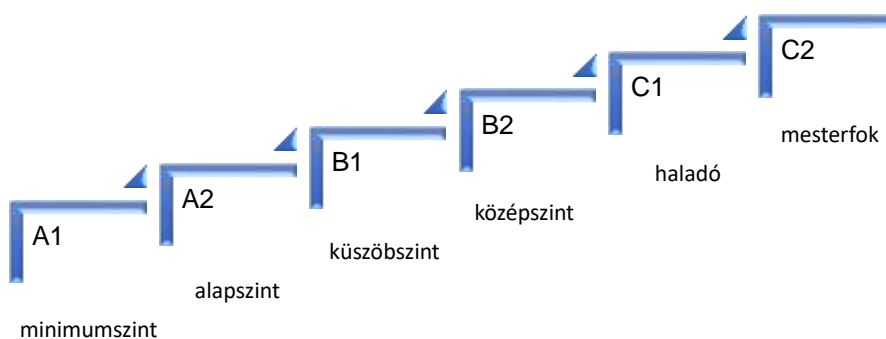 A1
minimumszint
A2
alapszint
B1
küszöbszint
B2
középszint
C1
haladó
C2
mesterfok